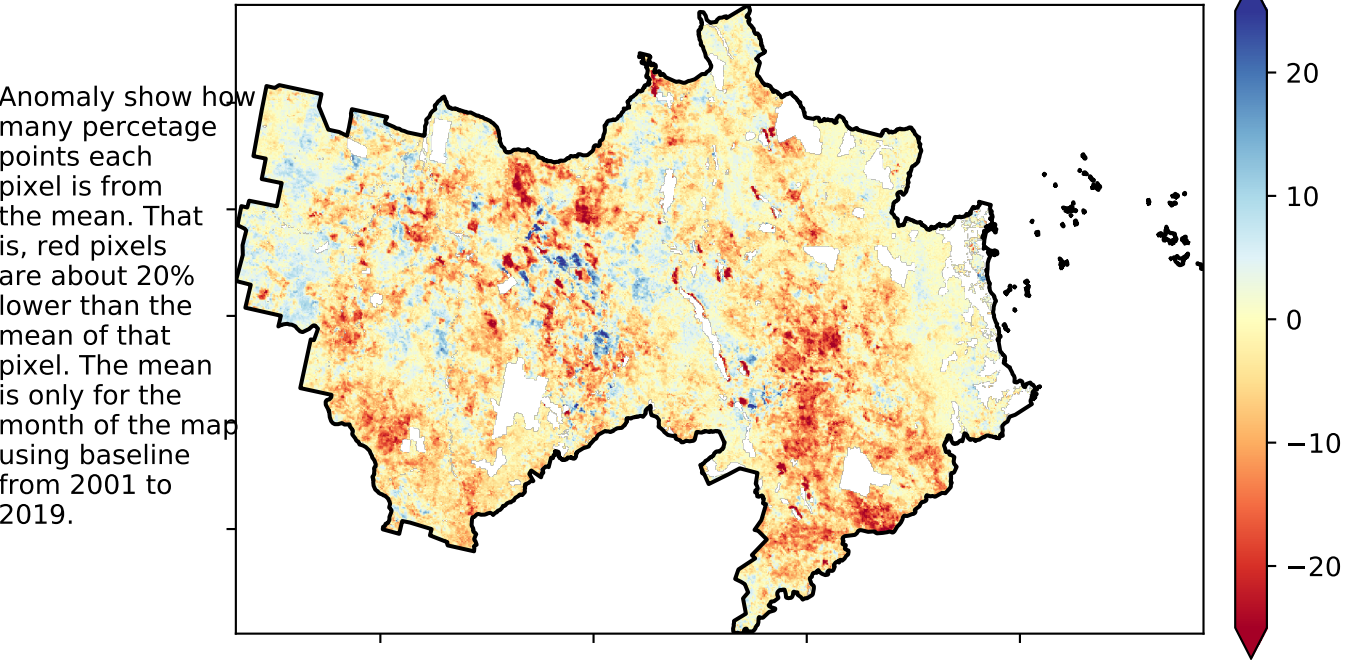 Anomaly show how
many percetage
points each
pixel is from
the mean. That
is, red pixels
are about 20%
lower than the
mean of that
pixel. The mean
is only for the
month of the map
using baseline
from 2001 to
2019.
20
10
0
−10
−20